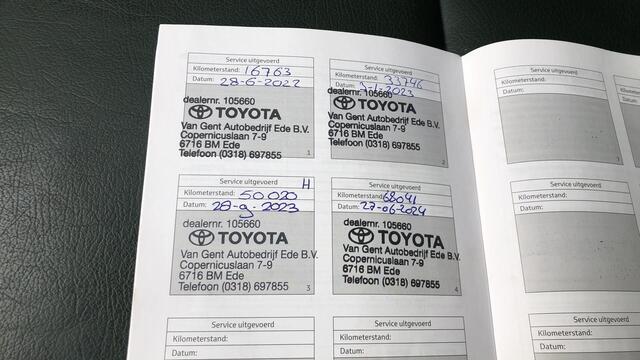 Service uitgevoerd
Kilometerstand: 16763
Datum: 28-6-2022
dealernr. 105660
TOYOTA
Van Gent Autobedrijf Ede B.V.
Copernicuslaan 7-9
6716 BM Ede
Telefoon (0318) 697855
1
Service uitgevoerd
Kilometerstand: 33746
Datum: 3-1-2023
dealernr. 105660
TOYOTA
Van Gent Autobedrijf Ede B.V.
Copernicuslaan 7-9
6716 BM Ede
Telefoon (0318) 697855
2
Service uitgevoerd
Kilometerstand:
Datum:
Service uitgevoerd H
Kilometerstand: 50020
Datum: 28-9-2023
dealernr. 105660
TOYOTA
Van Gent Autobedrijf Ede B.V.
Copernicuslaan 7-9
6716 BM Ede
Telefoon (0318) 697855
3
Service uitgevoerd
Kilometerstand: 68041
Datum: 27-06-2024
dealernr. 105660
TOYOTA
Van Gent Autobedrijf Ede B.V.
Copernicuslaan 7-9
6716 BM Ede
Telefoon (0318) 697855
4
Service uitgevoerd
Kilometerstand:
Datum:
Service uitgevoerd
Kilometerstand:
Datum:
Service uitgevoerd
Kilometerstand:
Datum:
Service uitgevoerd
Kilometerstand:
Datum: